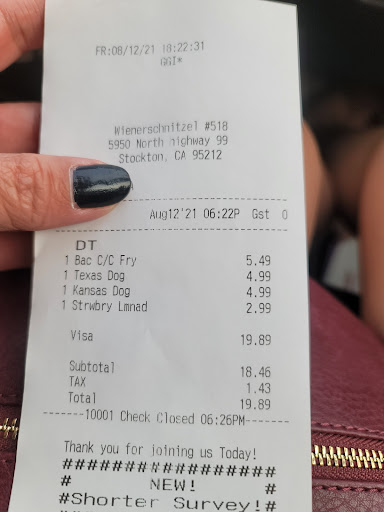 FR:08/12/21 18:22:31
GGI*
Wienerschnitzel #518
5950 North highway 99
Stockton, CA 95212
Aug12'21 06:22P Gst 0
DT
1 Bac C/C Fry 5.49
1 Texas Dog 4.99
1 Kansas Dog 4.99
1 Strwbry Lmnad 2.99
Visa 19.89
Subtotal 18.46
TAX 1.43
Total 19.89
------10001 Check Closed 06:26PM------
Thank you for joining us Today!
##################
# NEW! #
#Shorter Survey!#